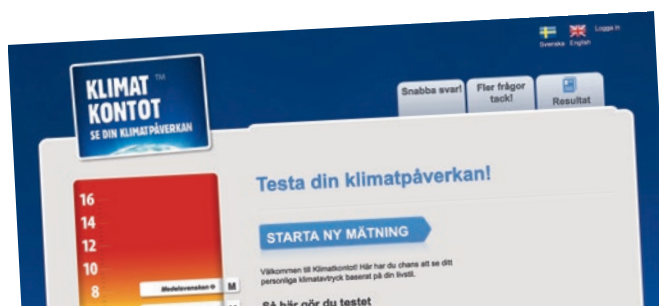 Logga in
Svenska English
KLIMAT ™
KONTOT
SE DIN KLIMATPÅVERKAN
Snabba svar!
Fler frågor
tack!
Resultat
Testa din klimatpåverkan!
STARTA NY MÄTNING
Välkommen till Klimatkontot! Här har du chans att se ditt
personliga klimatavtryck baserat på din livstil.
Så här gör du testet
16
14
12
10
8
Medelsvensken
M